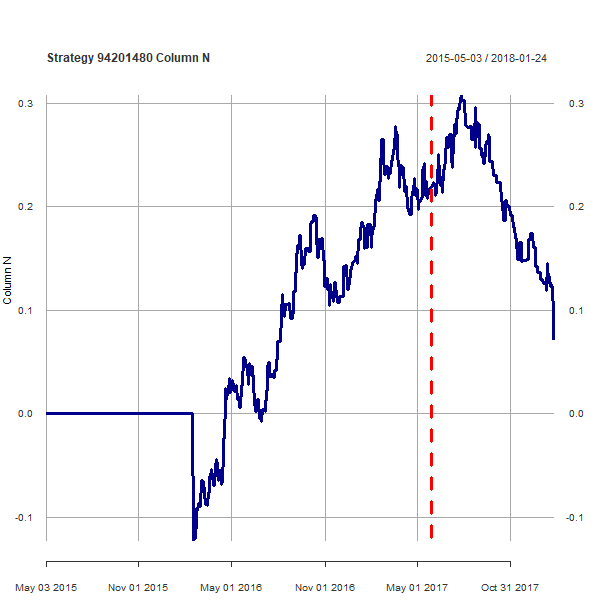 Strategy 94201480 Column N
2015-05-03 / 2018-01-24
0.3
0.3
0.2
0.2
Column N
0.1
0.1
0.0
0.0
-0.1
-0.1
May 03 2015
Nov 01 2015
May 01 2016
Nov 01 2016
May 01 2017
Oct 31 2017